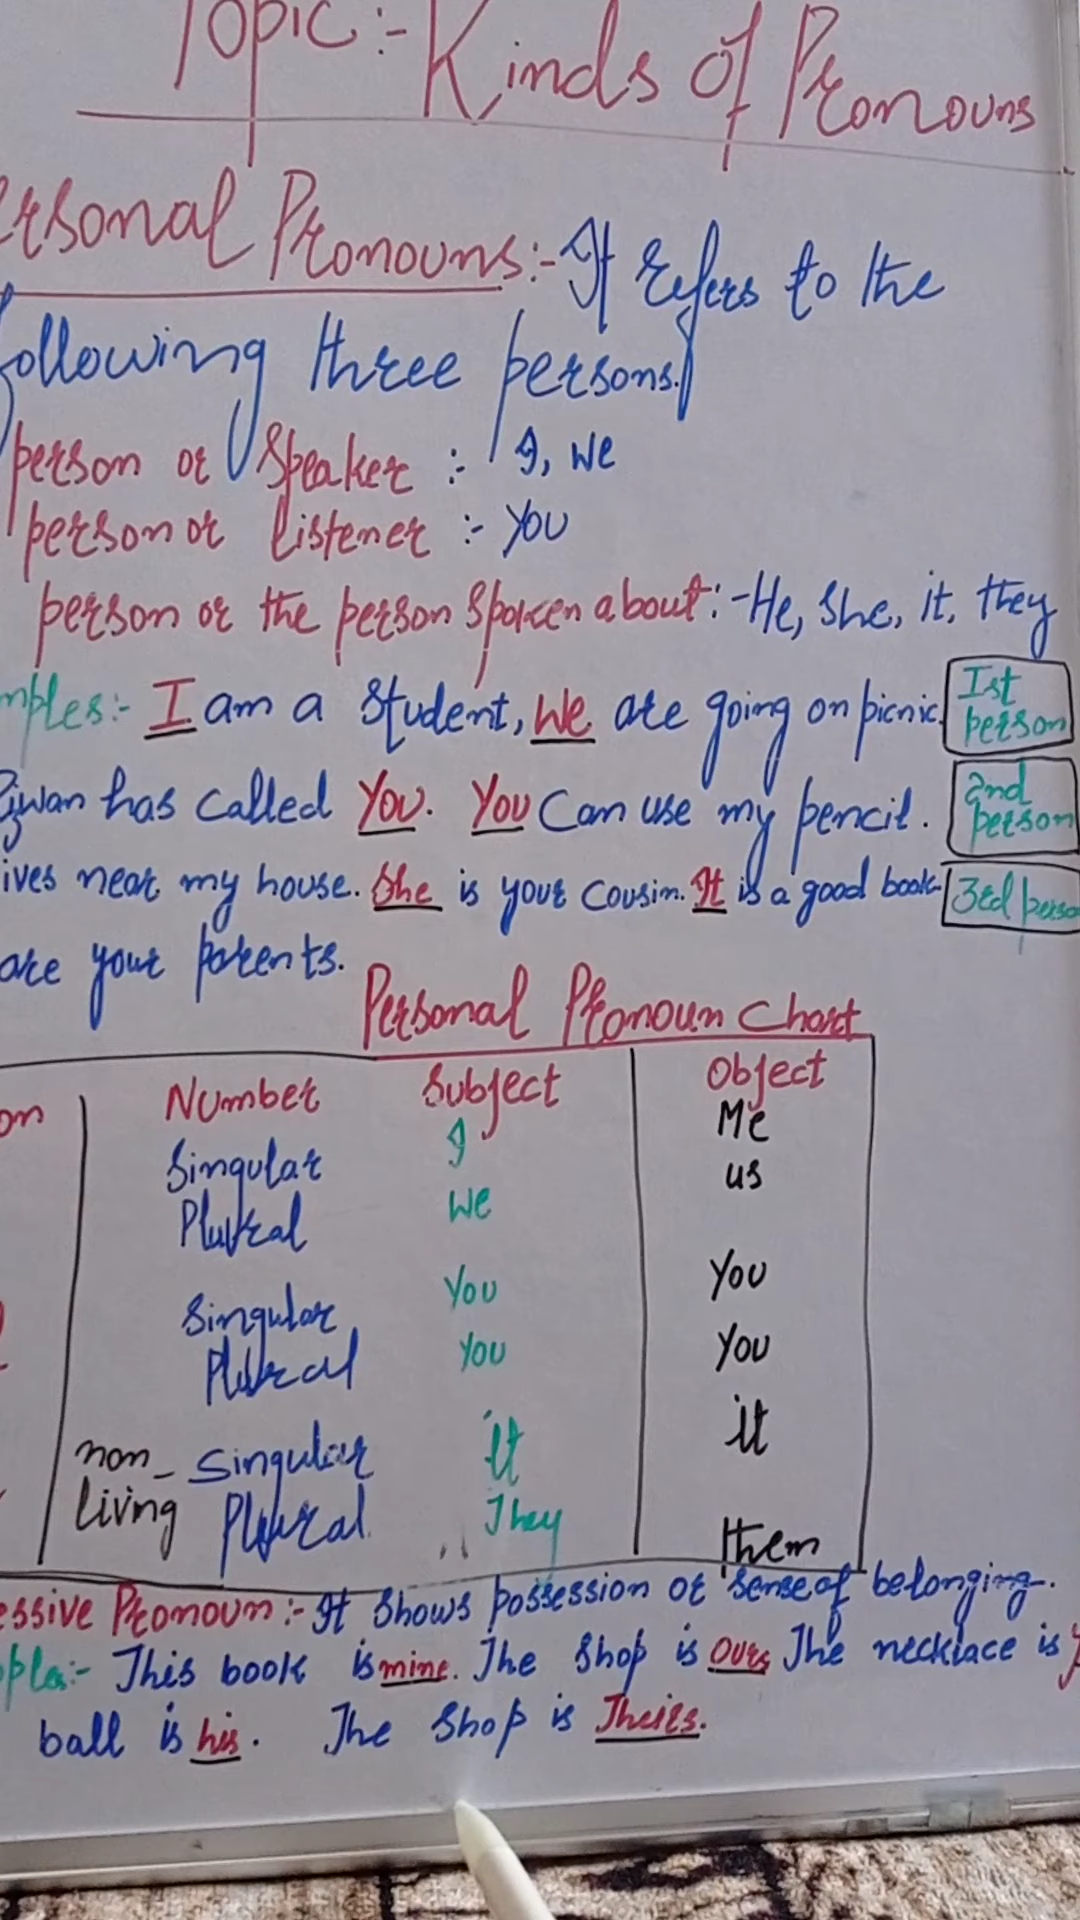 Topic:- Kinds of Pronouns
ersonal Pronouns:- It refers to the
following three persons.
person or Speaker :- I, We
person or listener :- You
person or the person spoken about:- He, She, it, they
mples:- I am a student, We are going on picnic. Ist person
has called You. You Can use my pencil. 2nd person
ives near my house. She is your cousin. It is a good book. 3rd perso
are your parents.
Personal Pronoun Chart
on Number Subject Object
Singular I Me
Plural We us
Singular You You
Plural You You
non-living Singular It it
Plural They them
essive Pronoun:- It shows possession or sense of belonging.
This book is mine. The Shop is ours The necklace is
ball is his. The Shop is Theirs.